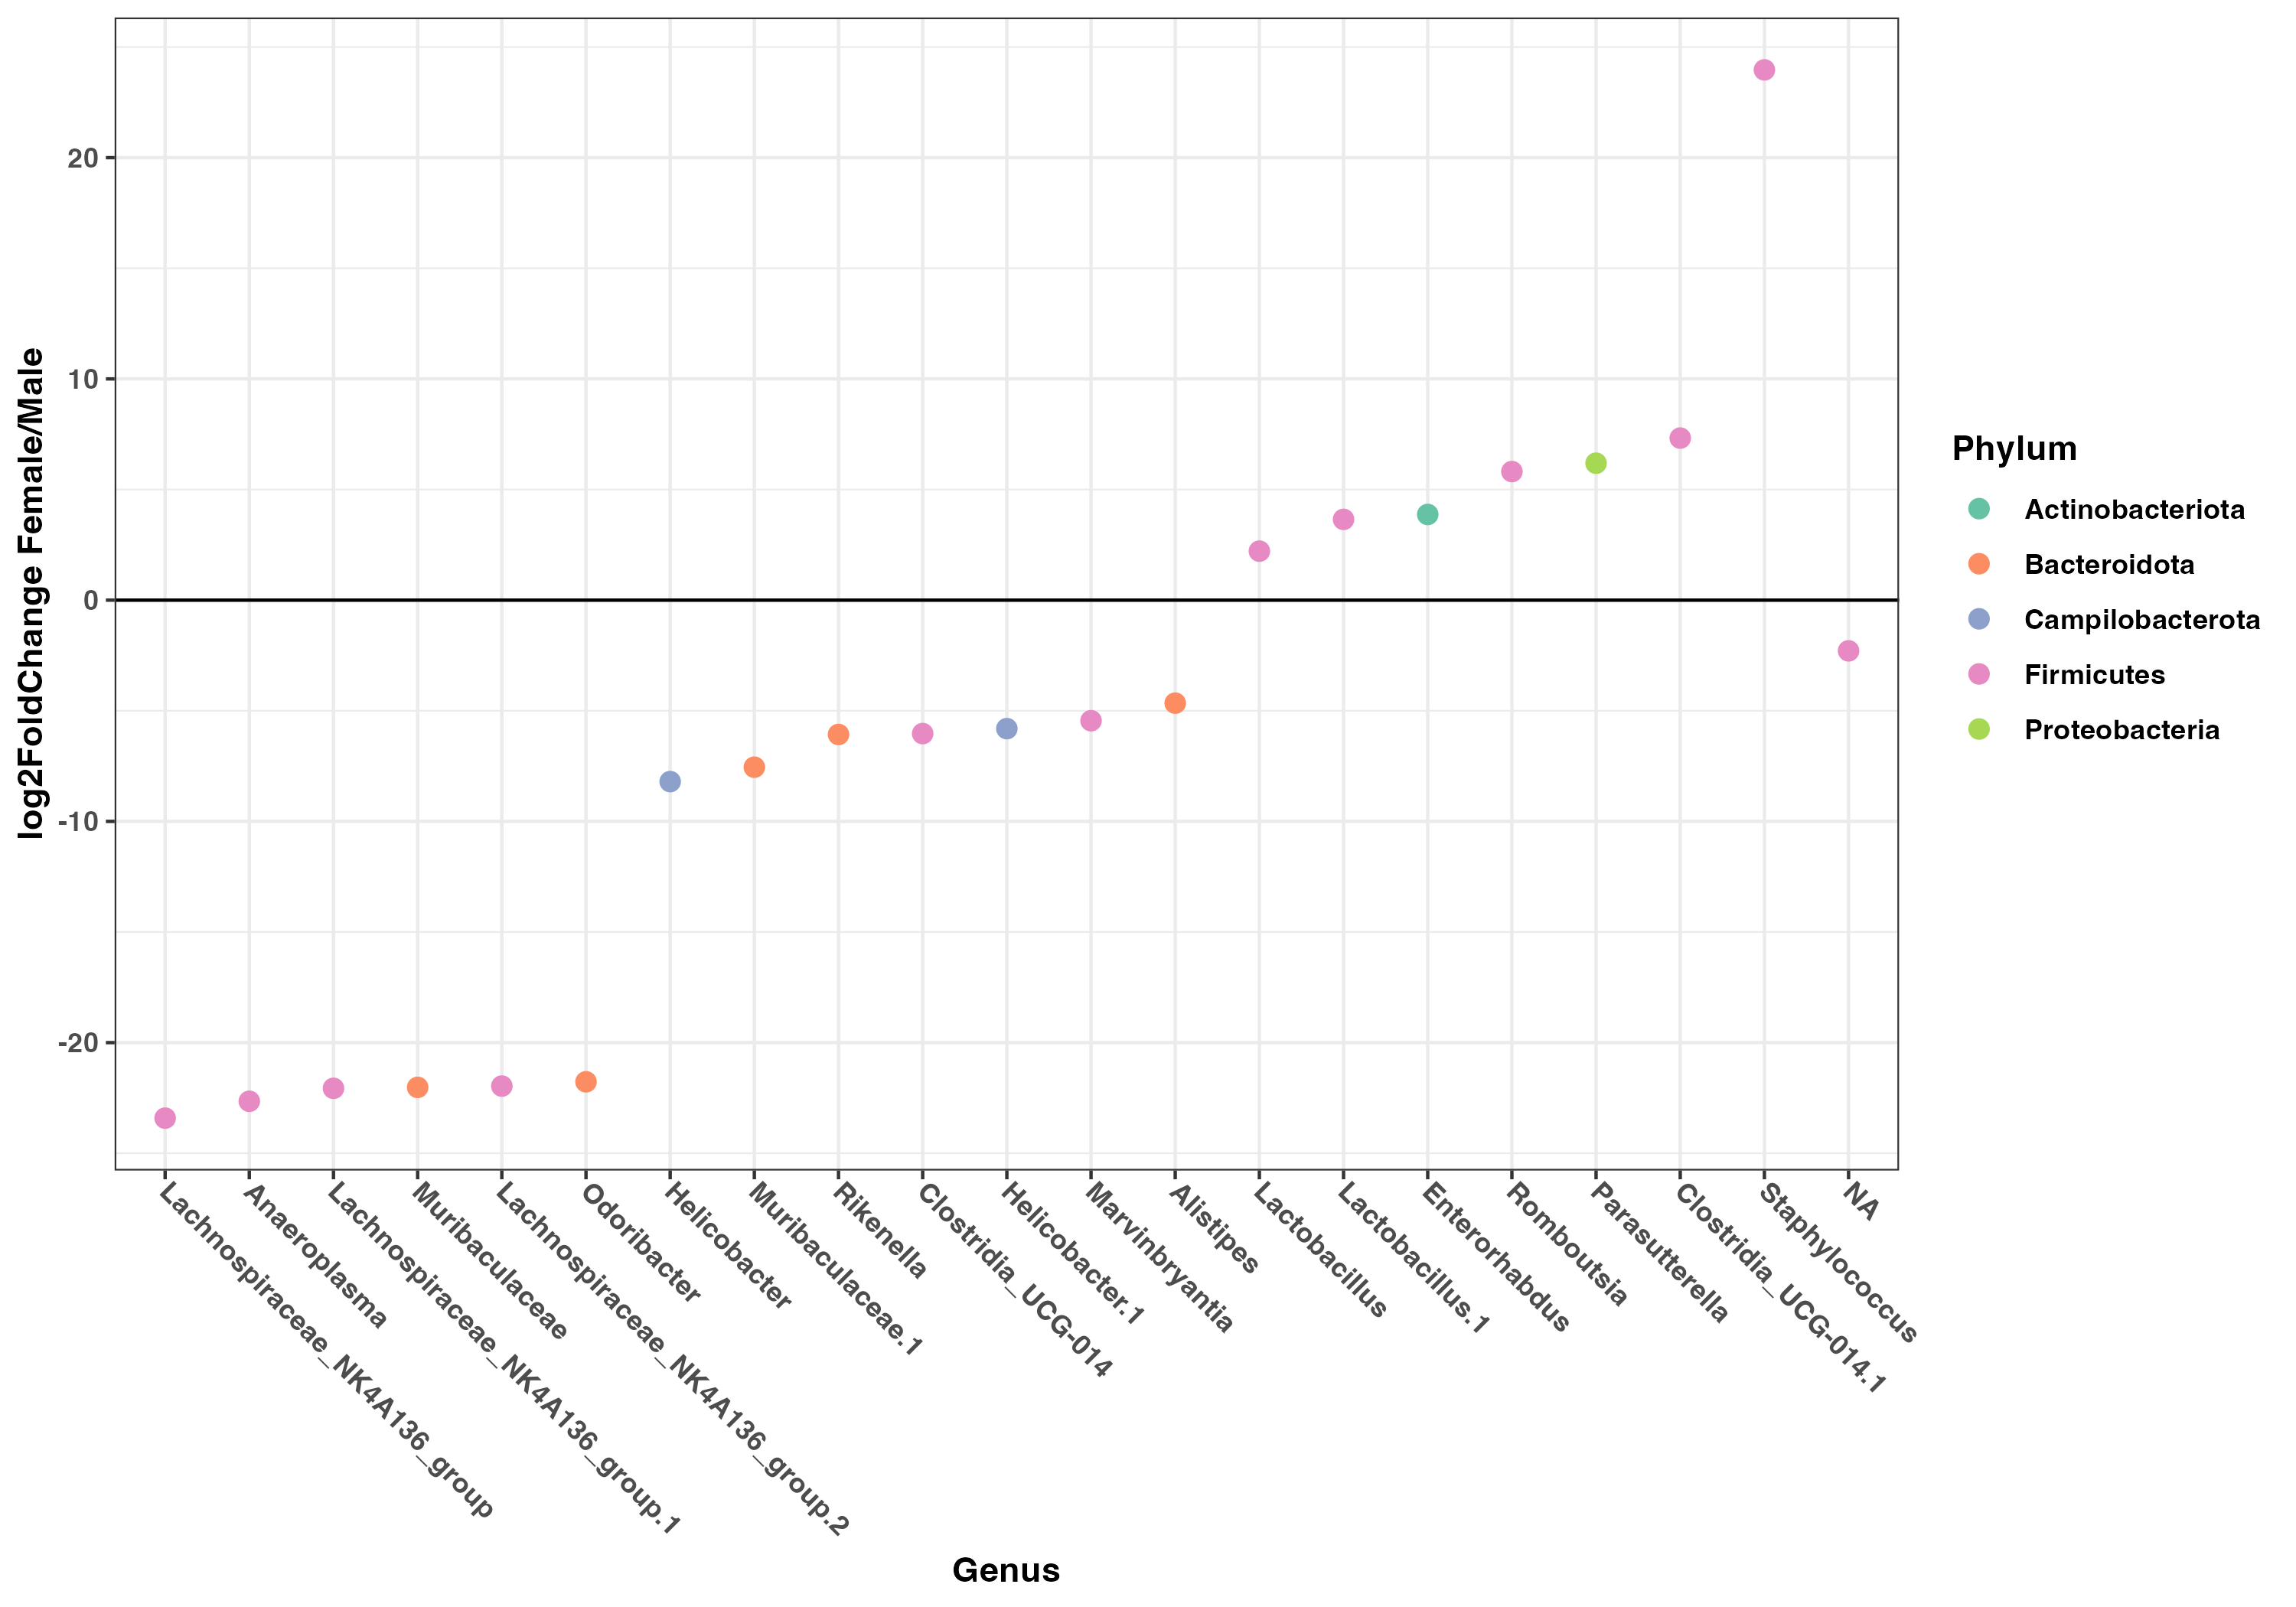 log2FoldChange Female/Male
20
10
0
-10
-20
Lachnospiraceae_NK4A136_group
Anaeroplasma
Lachnospiraceae_NK4A136_group.1
Muribaculaceae
Lachnospiraceae_NK4A136_group.2
Odoribacter
Helicobacter
Muribaculaceae.1
Rikenella
Clostridia_UCG-014
Helicobacter.1
Marvinbryantia
Alistipes
Lactobacillus
Lactobacillus.1
Enterorhabdus
Romboutsia
Parasutterella
Clostridia_UCG-014.1
Staphylococcus
NA
Genus
Phylum
Actinobacteriota
Bacteroidota
Campilobacterota
Firmicutes
Proteobacteria